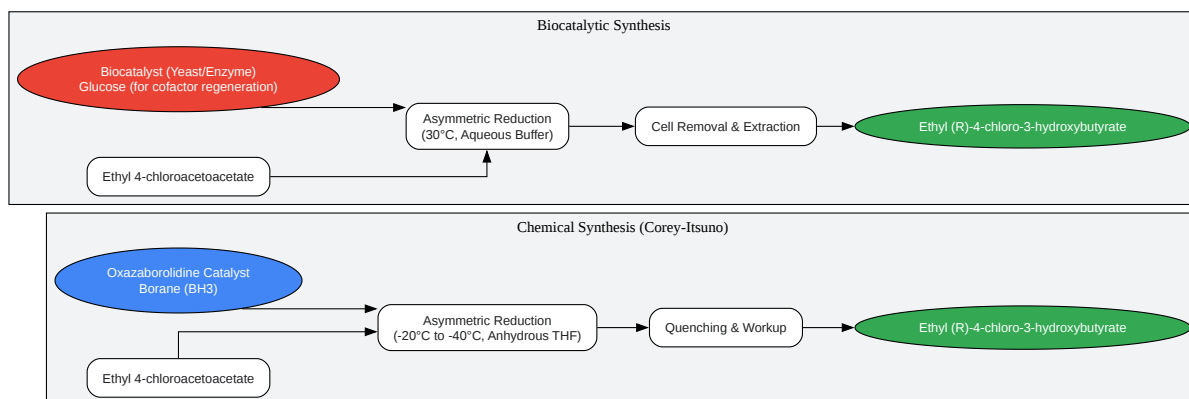 Biocatalytic Synthesis
Biocatalyst (Yeast/Enzyme)
Glucose (for cofactor regeneration)
Asymmetric Reduction
(30°C, Aqueous Buffer)
Cell Removal & Extraction
Ethyl (R)-4-chloro-3-hydroxybutyrate
Ethyl 4-chloroacetoacetate
Chemical Synthesis (Corey-Itsuno)
Oxazaborolidine Catalyst
Borane (BH3)
Asymmetric Reduction
(-20°C to -40°C, Anhydrous THF)
Quenching & Workup
Ethyl (R)-4-chloro-3-hydroxybutyrate
Ethyl 4-chloroacetoacetate